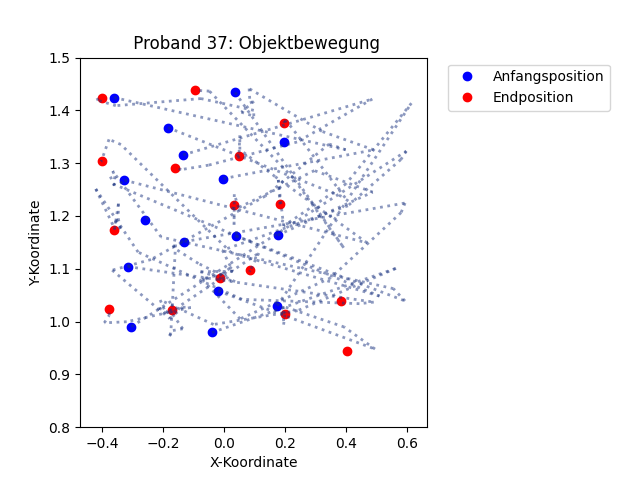 Proband 37: Objektbewegung
Anfangsposition
Endposition
Y-Koordinate
1.5
1.4
1.3
1.2
1.1
1.0
0.9
0.8
−0.4
−0.2
0.0
0.2
0.4
0.6
X-Koordinate